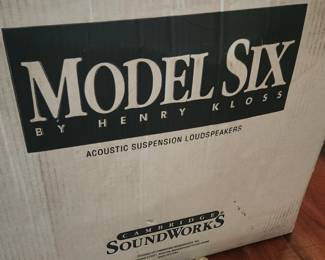 MODEL SIX
BY HENRY KLOSS
ACOUSTIC SUSPENSION LOUDSPEAKERS
CAMBRIDGE
SOUNDWORKS